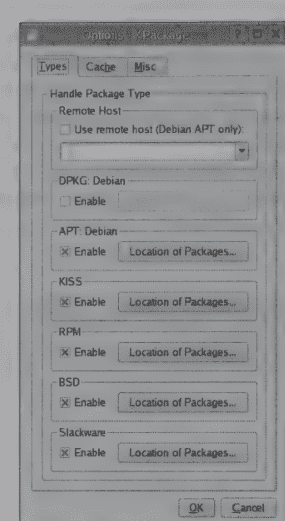 Options - KPackage
Types Cache Misc
Handle Package Type
Remote Host
Use remote host (Debian APT only):
DPKG: Debian
Enable
APT: Debian
Enable Location of Packages...
KISS
Enable Location of Packages...
RPM
Enable Location of Packages...
BSD
Enable Location of Packages...
Slackware
Enable Location of Packages...
OK Cancel